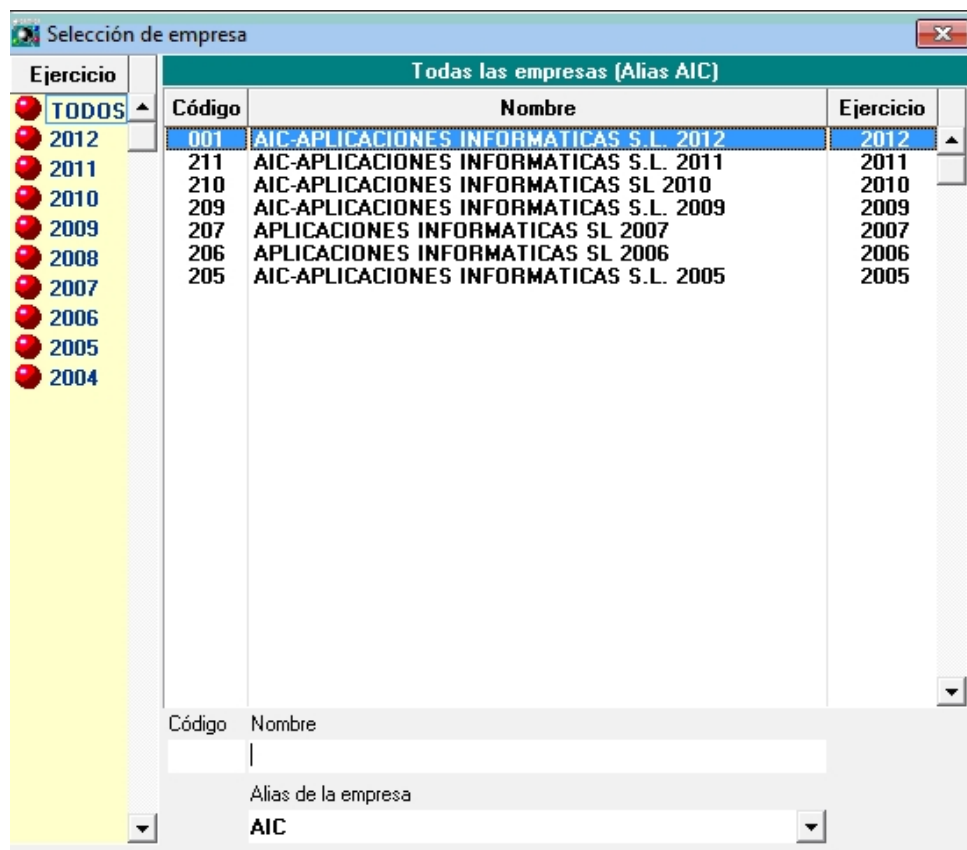 Selección de empresa
Ejercicio
TODOS
2012
2011
2010
2009
2008
2007
2006
2005
2004
Todas las empresas (Alias AIC)
Código Nombre Ejercicio
001 AIC-APLICACIONES INFORMATICAS S.L. 2012 2012
211 AIC-APLICACIONES INFORMATICAS S.L. 2011 2011
210 AIC-APLICACIONES INFORMATICAS SL 2010 2010
209 AIC-APLICACIONES INFORMATICAS S.L. 2009 2009
207 APLICACIONES INFORMATICAS SL 2007 2007
206 APLICACIONES INFORMATICAS SL 2006 2006
205 AIC-APLICACIONES INFORMATICAS S.L. 2005 2005
Código Nombre
Alias de la empresa
AIC